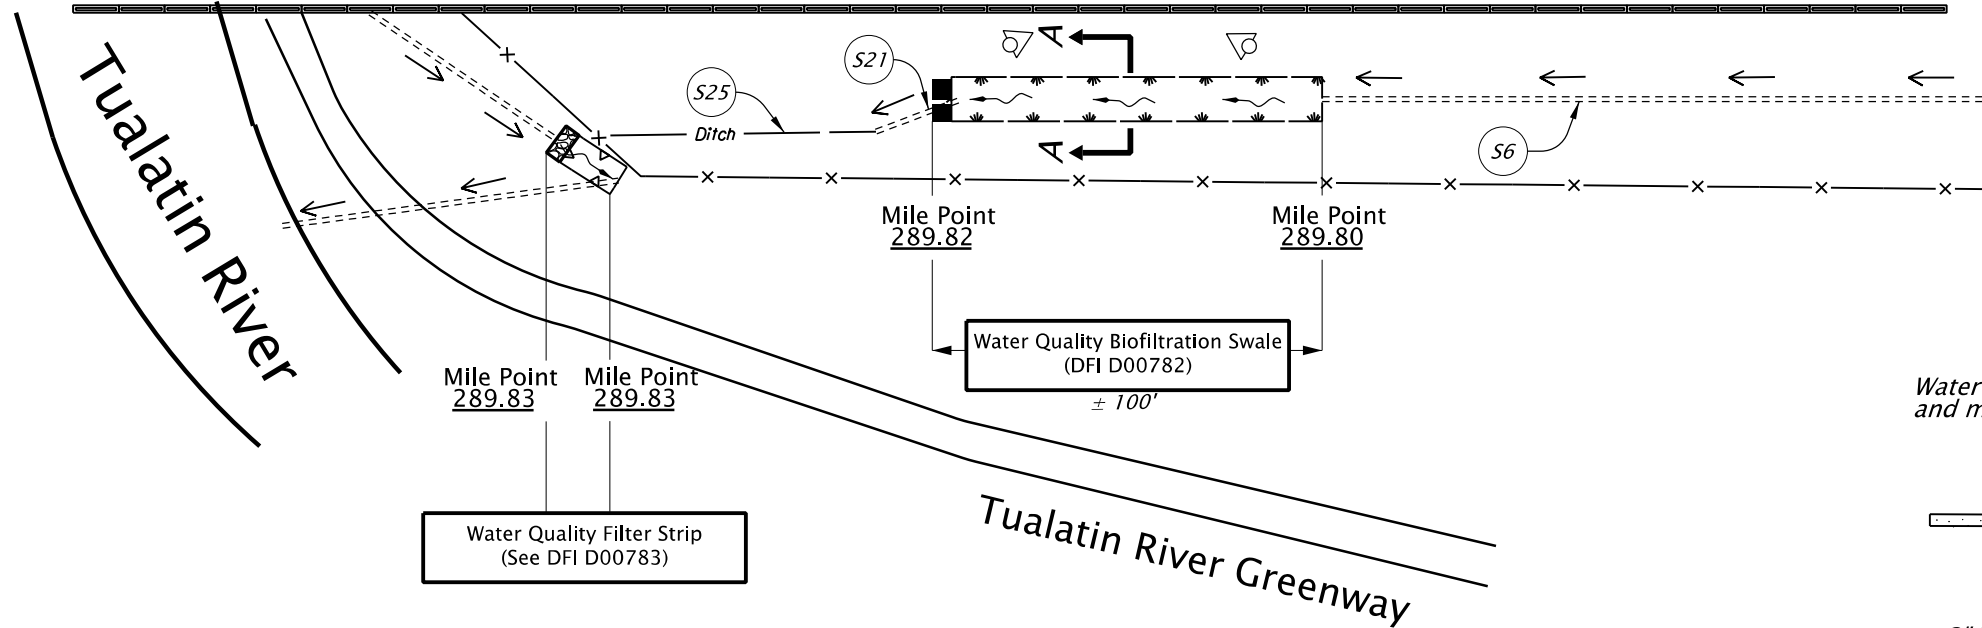 A
S21
S25
Ditch
A
S6
Tualatin River
Mile Point
289.82
Mile Point
289.80
Water Quality Biofiltration Swale
(DFI D00782)
± 100'
Mile Point
289.83
Mile Point
289.83
Water
and m
Water Quality Filter Strip
(See DFI D00783)
Tualatin River Greenway